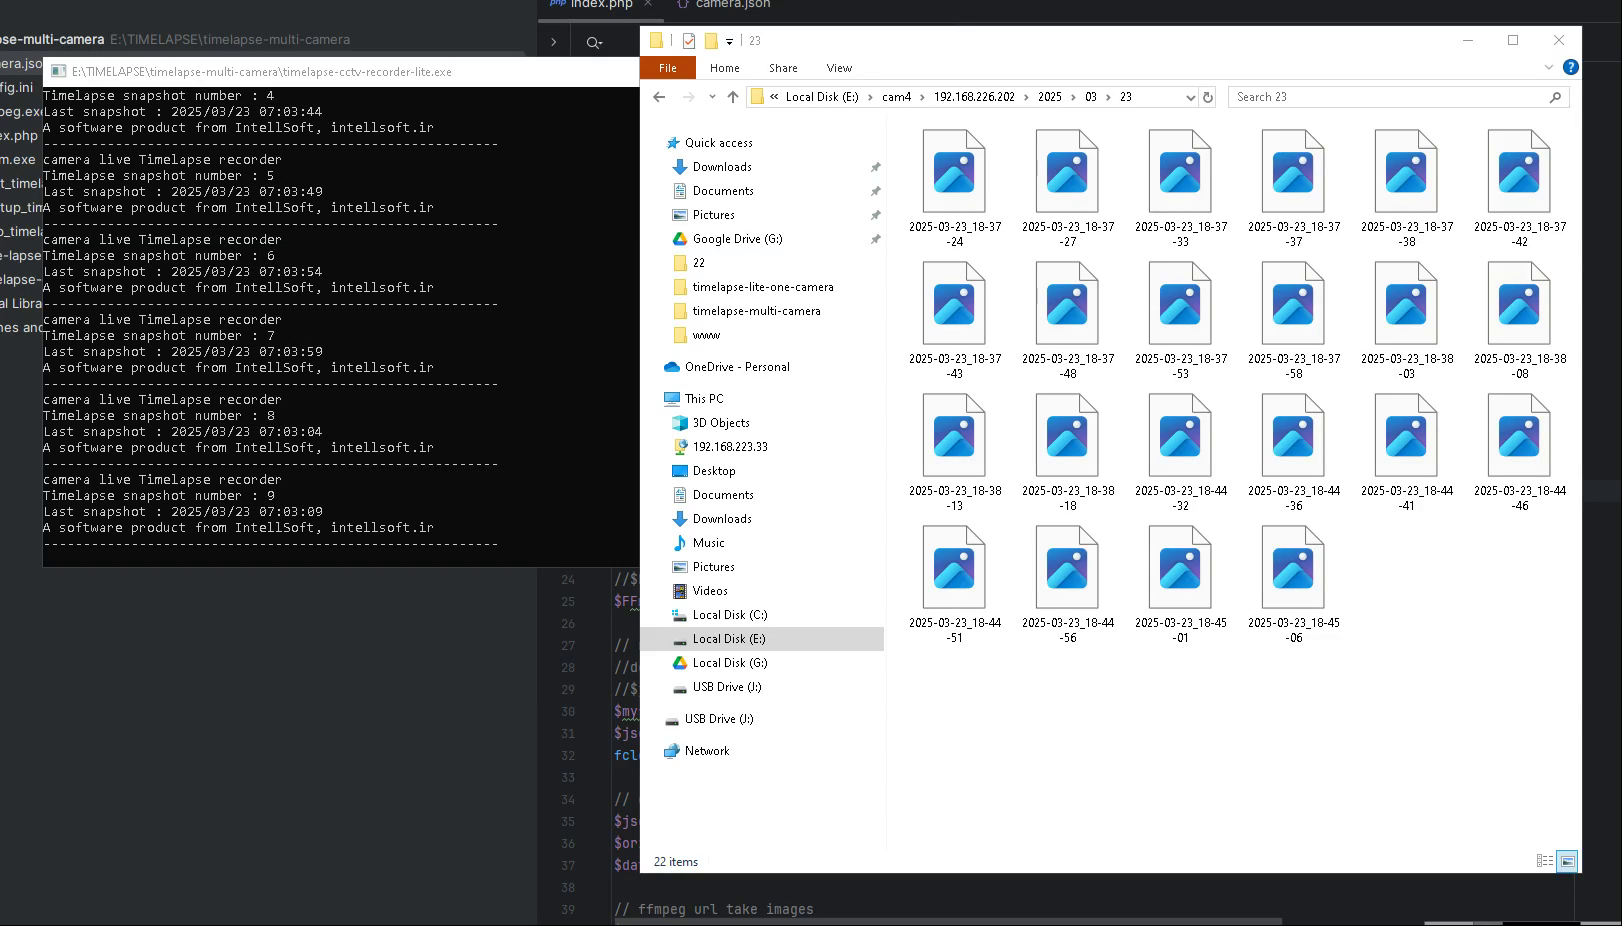 index.php
camera.json
pse-multi-camera E:\TIMELAPSE\timelapse-multi-camera
era.jso
fig.ini
peg.exe
ex.php
m.exe
t_timela
tup_tim
p_timela
e-lapse
elapse-
al Libra
hes and
E:\TIMELAPSE\timelapse-multi-camera\timelapse-cctv-recorder-lite.exe
Timelapse snapshot number : 4
Last snapshot : 2025/03/23 07:03:44
A software product from IntellSoft, intellsoft.ir
---------------------------------------------------------
camera live Timelapse recorder
Timelapse snapshot number : 5
Last snapshot : 2025/03/23 07:03:49
A software product from IntellSoft, intellsoft.ir
---------------------------------------------------------
camera live Timelapse recorder
Timelapse snapshot number : 6
Last snapshot : 2025/03/23 07:03:54
A software product from IntellSoft, intellsoft.ir
---------------------------------------------------------
camera live Timelapse recorder
Timelapse snapshot number : 7
Last snapshot : 2025/03/23 07:03:59
A software product from IntellSoft, intellsoft.ir
---------------------------------------------------------
camera live Timelapse recorder
Timelapse snapshot number : 8
Last snapshot : 2025/03/23 07:03:04
A software product from IntellSoft, intellsoft.ir
---------------------------------------------------------
camera live Timelapse recorder
Timelapse snapshot number : 9
Last snapshot : 2025/03/23 07:03:09
A software product from IntellSoft, intellsoft.ir
---------------------------------------------------------
24 //$
25 $FF
26
27 //
28 //d
29 //$
30 $my
31 $js
32 fcl
33
34 //
35 $js
36 $or
37 $da
38
39 // ffmpeg url take images
23
File Home Share View
« Local Disk (E:) › cam4 › 192.168.226.202 › 2025 › 03 › 23
Search 23
Quick access
Downloads
Documents
Pictures
Google Drive (G:)
22
timelapse-lite-one-camera
timelapse-multi-camera
www
OneDrive - Personal
This PC
3D Objects
192.168.223.33
Desktop
Documents
Downloads
Music
Pictures
Videos
Local Disk (C:)
Local Disk (E:)
Local Disk (G:)
USB Drive (J:)
USB Drive (J:)
Network
2025-03-23_18-37-24
2025-03-23_18-37-27
2025-03-23_18-37-33
2025-03-23_18-37-37
2025-03-23_18-37-38
2025-03-23_18-37-42
2025-03-23_18-37-43
2025-03-23_18-37-48
2025-03-23_18-37-53
2025-03-23_18-37-58
2025-03-23_18-38-03
2025-03-23_18-38-08
2025-03-23_18-38-13
2025-03-23_18-38-18
2025-03-23_18-44-32
2025-03-23_18-44-36
2025-03-23_18-44-41
2025-03-23_18-44-46
2025-03-23_18-44-51
2025-03-23_18-44-56
2025-03-23_18-45-01
2025-03-23_18-45-06
22 items